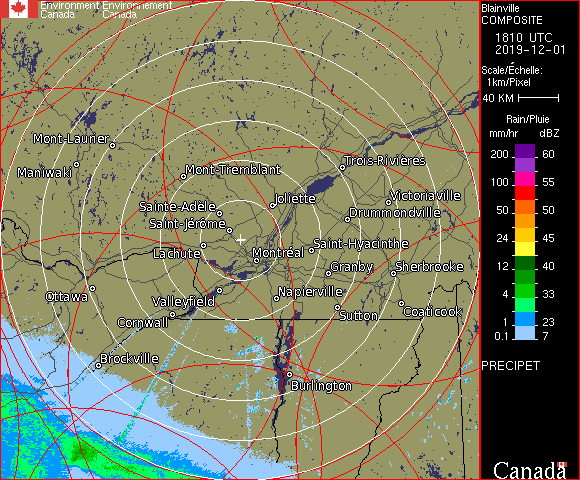 Environment Environnement
Canada Canada
Blainville
COMPOSITE
1810 UTC
2019-12-01
Scale/Échelle:
1km/Pixel
40 KM
Rain/Pluie
mm/hr dBZ
200 60
100 55
50 50
24 45
12 40
4 33
1 23
0.1 7
PRECIPET
Canada
Mont-Laurier
Maniwaki
Mont-Tremblant
Trois-Rivières
Joliette
Victoriaville
Sainte-Adèle
Drummondville
Saint-Jérôme
Lachute
Montréal
Saint-Hyacinthe
Granby
Sherbrooke
Ottawa
Valleyfield
Napierville
Cornwall
Sutton
Coaticook
Brockville
Burlington